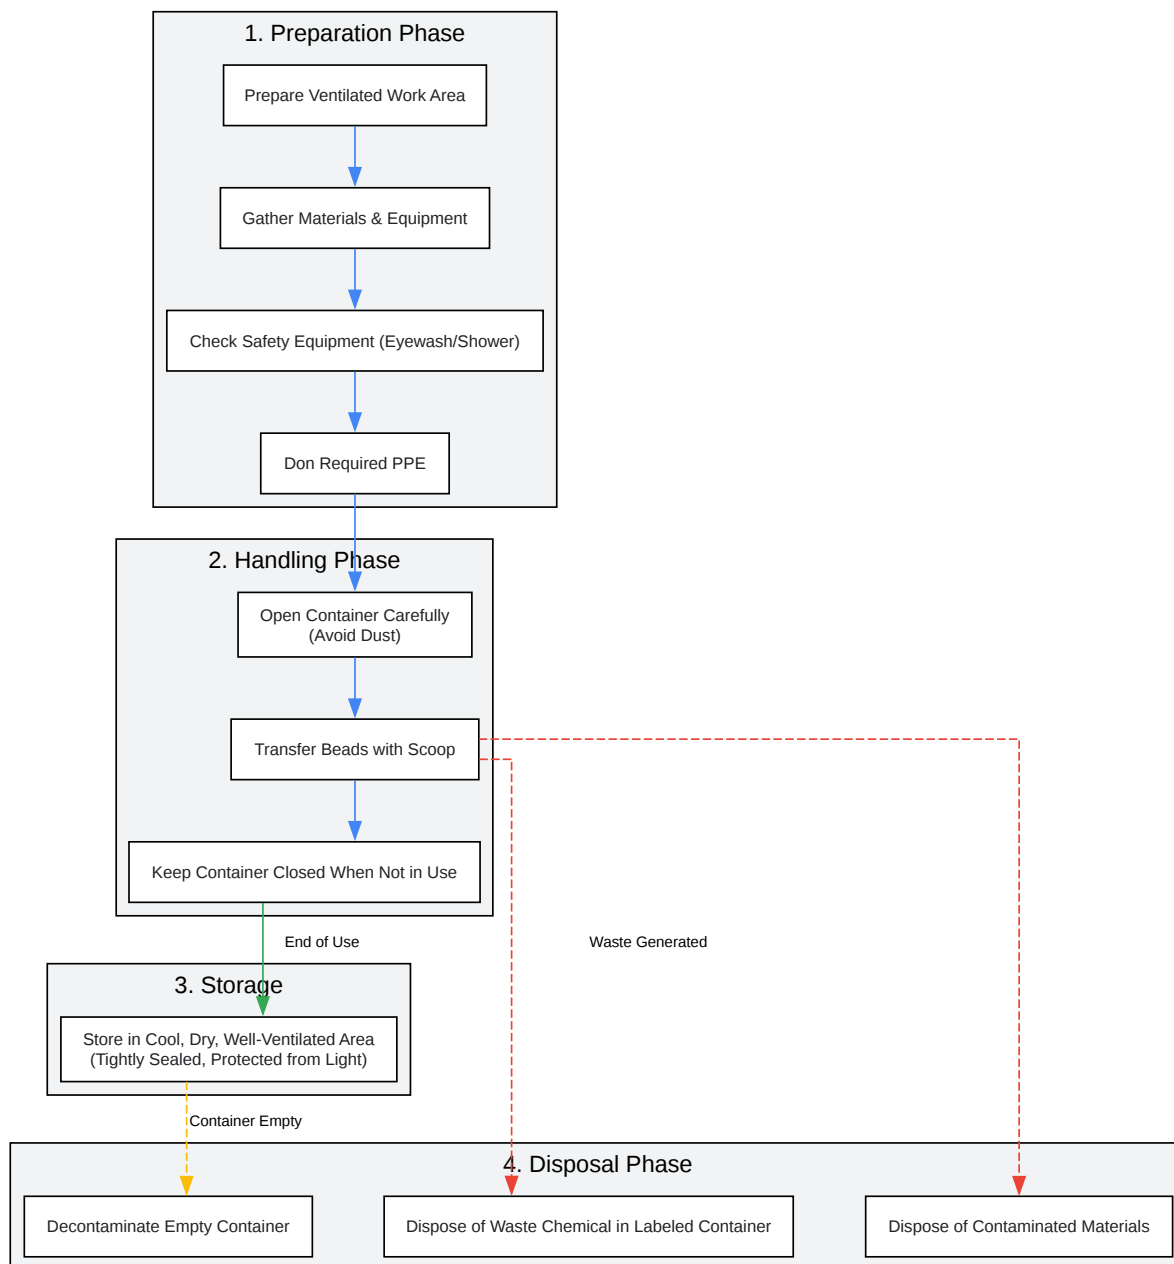 1. Preparation Phase
Prepare Ventilated Work Area
Gather Materials & Equipment
Check Safety Equipment (Eyewash/Shower)
Don Required PPE
2. Handling Phase
Open Container Carefully
(Avoid Dust)
Transfer Beads with Scoop
Keep Container Closed When Not in Use
End of Use
Waste Generated
3. Storage
Store in Cool, Dry, Well-Ventilated Area
(Tightly Sealed, Protected from Light)
Container Empty
4. Disposal Phase
Decontaminate Empty Container
Dispose of Waste Chemical in Labeled Container
Dispose of Contaminated Materials